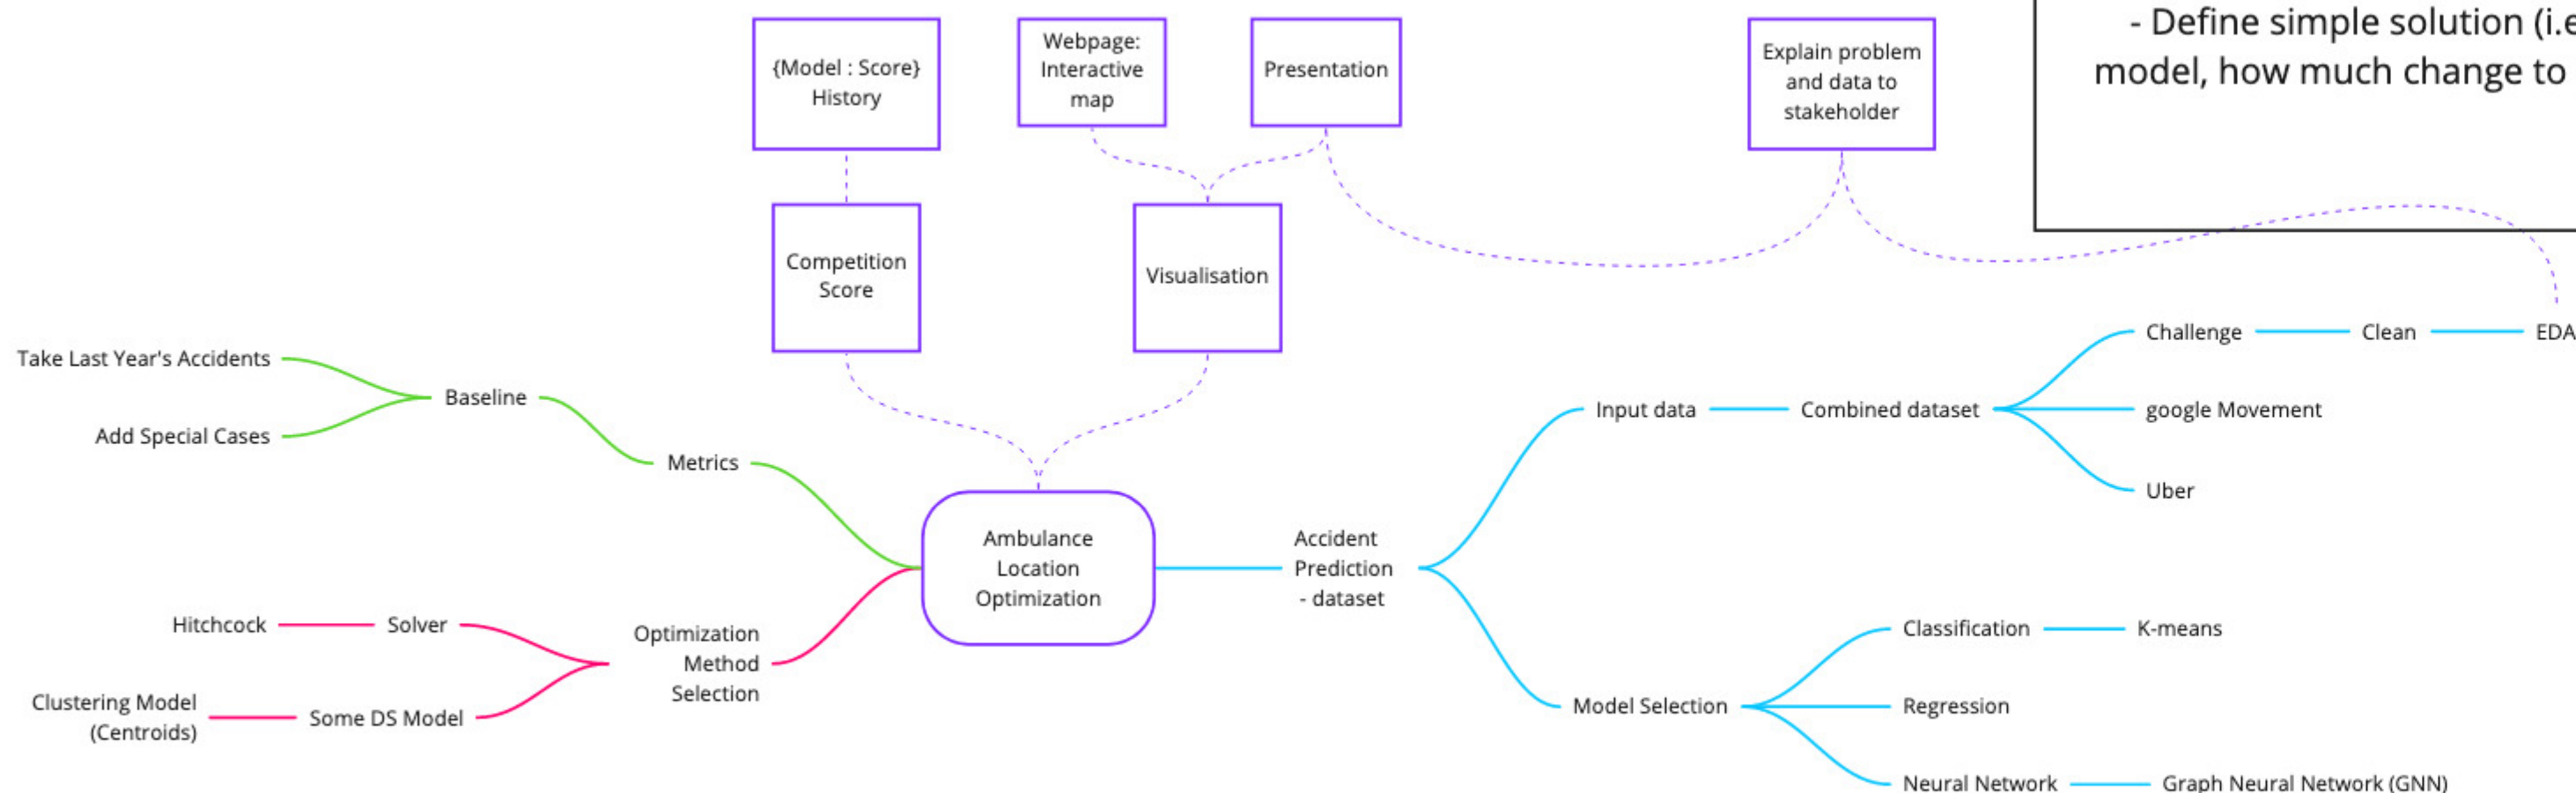 - Define simple solution (i.e
model, how much change to
{Model : Score}
History
Webpage:
Interactive
map
Presentation
Explain problem
and data to
stakeholder
Competition
Score
Visualisation
Take Last Year's Accidents
Add Special Cases
Baseline
Metrics
Challenge
Clean
EDA
Input data
Combined dataset
google Movement
Uber
Ambulance
Location
Optimization
Accident
Prediction
- dataset
Hitchcock
Solver
Optimization
Method
Selection
Clustering Model
(Centroids)
Some DS Model
Classification
K-means
Model Selection
Regression
Neural Network
Graph Neural Network (GNN)